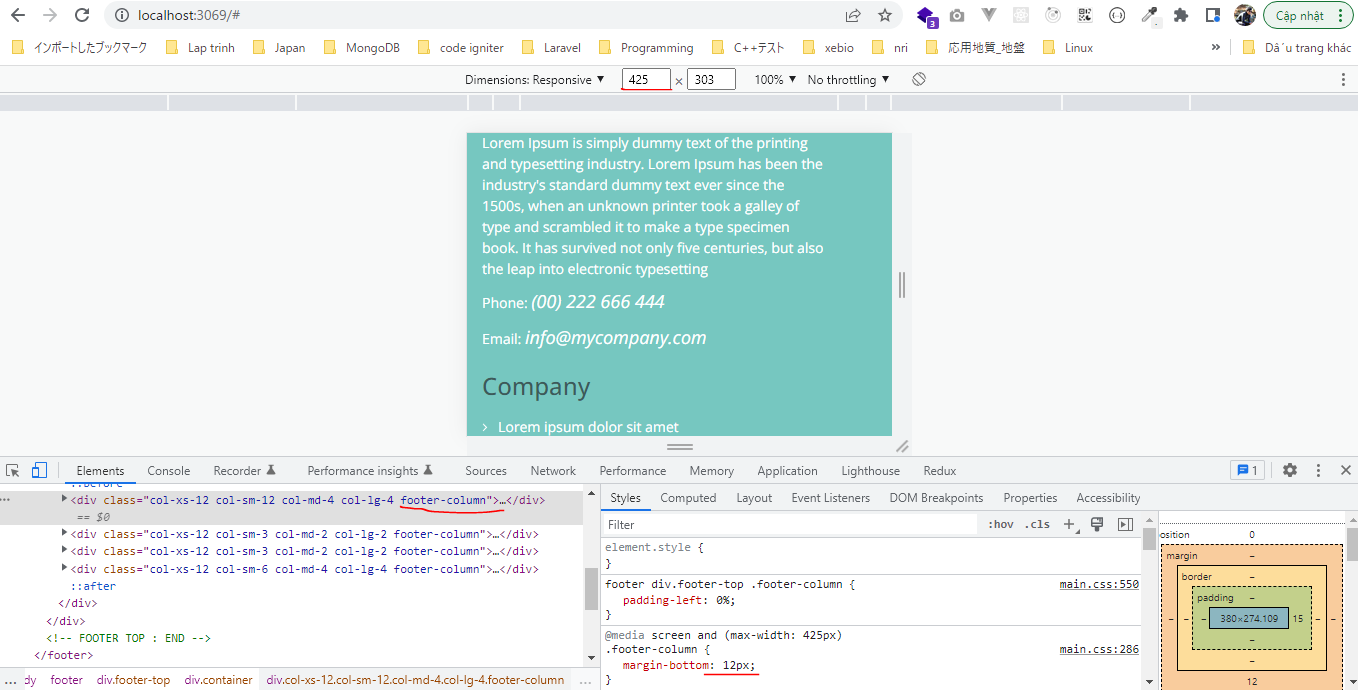 localhost:3069/#
3
Cập nhật
インポートしたブックマーク
Lap trinh
Japan
MongoDB
code igniter
Laravel
Programming
C++テスト
xebio
nri
応用地質_地盤
Linux
»
Dấu trang khác
Dimensions: Responsive ▼ 425 × 303 100% ▼ No throttling ▼
Lorem Ipsum is simply dummy text of the printing
and typesetting industry. Lorem Ipsum has been the
industry's standard dummy text ever since the
1500s, when an unknown printer took a galley of
type and scrambled it to make a type specimen
book. It has survived not only five centuries, but also
the leap into electronic typesetting
Phone: (00) 222 666 444
Email: info@mycompany.com
Company
› Lorem ipsum dolor sit amet
Elements Console Recorder Performance insights Sources Network Performance Memory Application Lighthouse Redux 1
::before
<div class="col-xs-12 col-sm-12 col-md-4 col-lg-4 footer-column">…</div>
== $0
<div class="col-xs-12 col-sm-3 col-md-2 col-lg-2 footer-column">…</div>
<div class="col-xs-12 col-sm-3 col-md-2 col-lg-2 footer-column">…</div>
<div class="col-xs-12 col-sm-6 col-md-4 col-lg-4 footer-column">…</div>
::after
</div>
</div>
<!-- FOOTER TOP : END -->
</footer>
... dy footer div.footer-top div.container div.col-xs-12.col-sm-12.col-md-4.col-lg-4.footer-column ...
Styles Computed Layout Event Listeners DOM Breakpoints Properties Accessibility
Filter :hov .cls +
element.style {
}
footer div.footer-top .footer-column { main.css:550
padding-left: 0%;
}
@media screen and (max-width: 425px)
.footer-column { main.css:286
margin-bottom: 12px;
}
osition 0
margin –
border –
padding –
– – – 380×274.109 15 – –
–
–
12